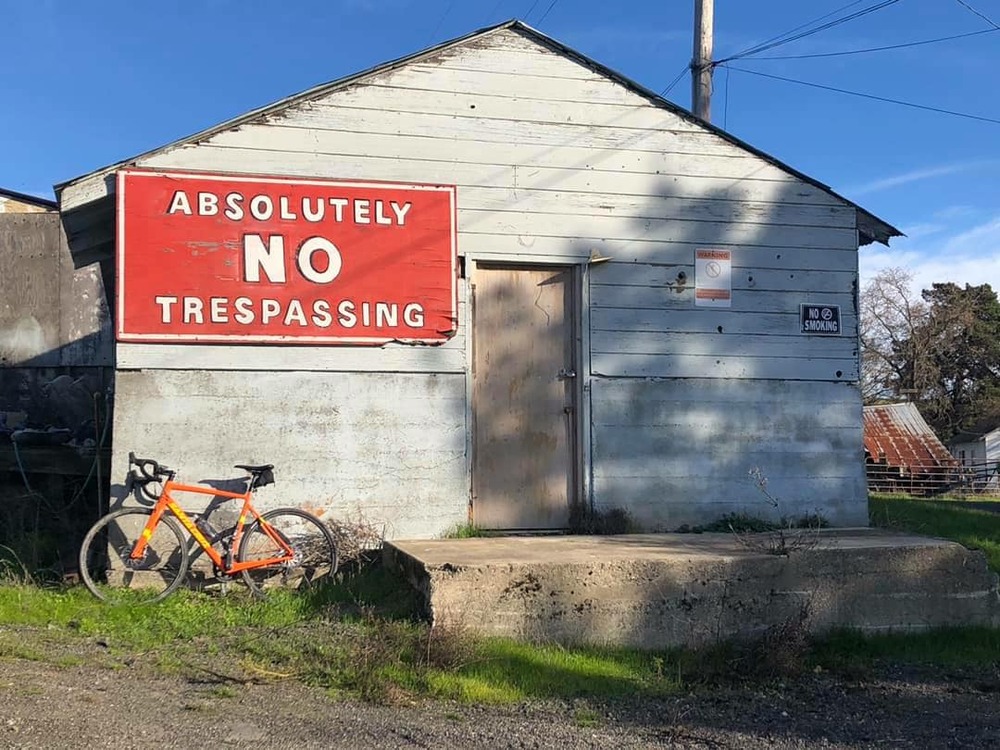 ABSOLUTELY
NO
TRESPASSING
WARNING
NO
SMOKING